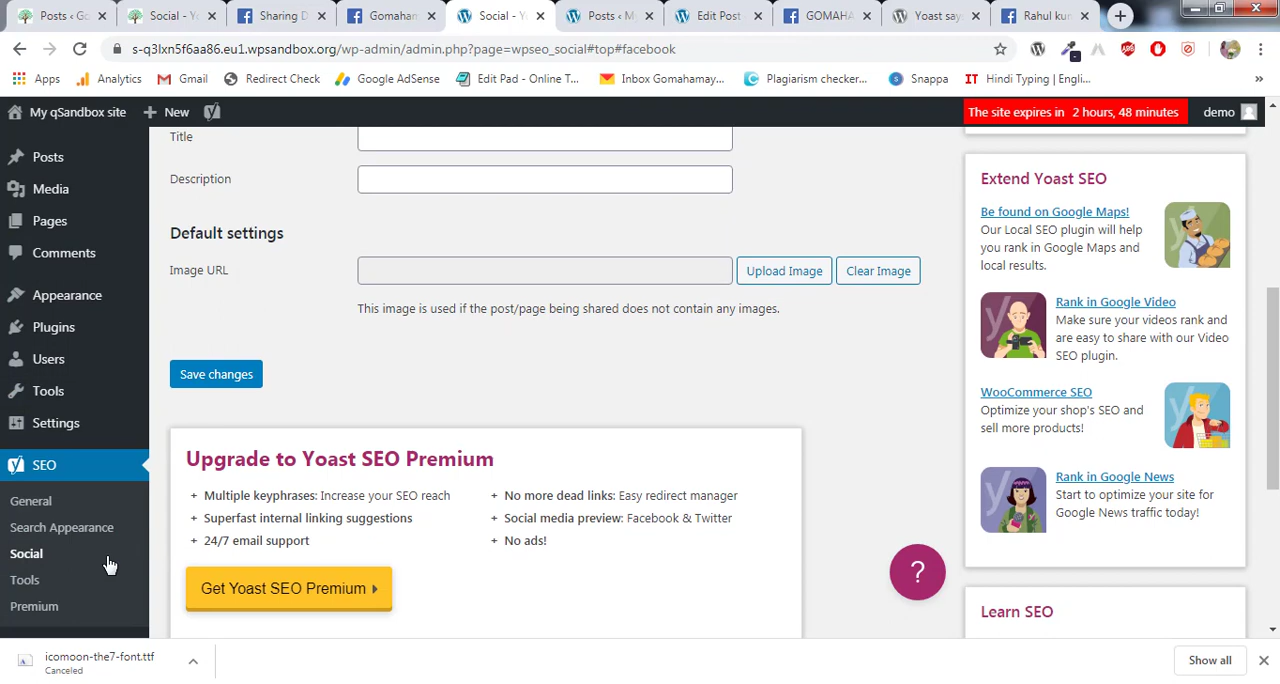 Posts ‹ Go
Social - Y
Sharing D
Gomaham
Social - Y
Posts ‹ M
Edit Post
GOMAHA
Yoast say
Rahul ku
s-q3lxn5f6aa86.eu1.wpsandbox.org/wp-admin/admin.php?page=wpseo_social#top#facebook
Apps
Analytics
Gmail
Redirect Check
Google AdSense
Edit Pad - Online T...
Inbox Gomahamay...
Plagiarism checker...
Snappa
Hindi Typing | Engli...
»
My qSandbox site
New
The site expires in 2 hours, 48 minutes
demo
Posts
Media
Pages
Comments
Appearance
Plugins
Users
Tools
Settings
SEO
General
Search Appearance
Social
Tools
Premium
Title
Description
Default settings
Image URL
Upload Image
Clear Image
This image is used if the post/page being shared does not contain any images.
Save changes
Upgrade to Yoast SEO Premium
+ Multiple keyphrases: Increase your SEO reach
+ Superfast internal linking suggestions
+ 24/7 email support
+ No more dead links: Easy redirect manager
+ Social media preview: Facebook & Twitter
+ No ads!
Get Yoast SEO Premium
?
Extend Yoast SEO
Be found on Google Maps!
Our Local SEO plugin will help
you rank in Google Maps and
local results.
Rank in Google Video
Make sure your videos rank and
are easy to share with our Video
SEO plugin.
WooCommerce SEO
Optimize your shop's SEO and
sell more products!
Rank in Google News
Start to optimize your site for
Google News traffic today!
Learn SEO
icomoon-the7-font.ttf
Canceled
Show all